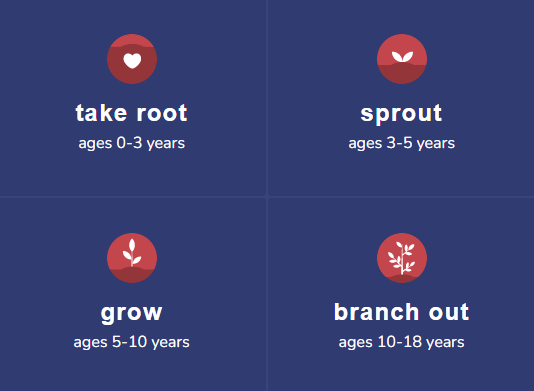 take root
ages 0-3 years
sprout
ages 3-5 years
grow
ages 5-10 years
branch out
ages 10-18 years